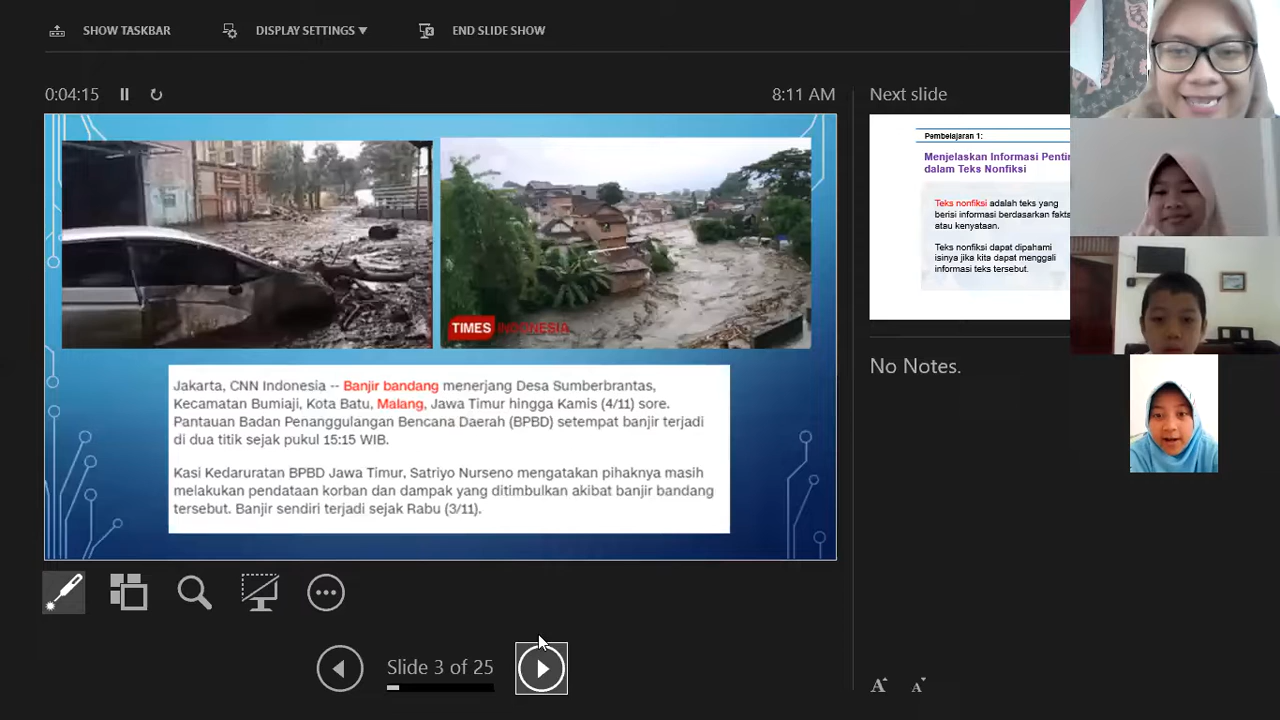 SHOW TASKBAR
DISPLAY SETTINGS ▼
END SLIDE SHOW
0:04:15
8:11 AM
TIMES INDONESIA
Jakarta, CNN Indonesia -- Banjir bandang menerjang Desa Sumberbrantas,
Kecamatan Bumiaji, Kota Batu, Malang, Jawa Timur hingga Kamis (4/11) sore.
Pantauan Badan Penanggulangan Bencana Daerah (BPBD) setempat banjir terjadi
di dua titik sejak pukul 15:15 WIB.
Kasi Kedaruratan BPBD Jawa Timur, Satriyo Nurseno mengatakan pihaknya masih
melakukan pendataan korban dan dampak yang ditimbulkan akibat banjir bandang
tersebut. Banjir sendiri terjadi sejak Rabu (3/11).
Slide 3 of 25
Next slide
Pembelajaran 1:
Menjelaskan Informasi Pentin
dalam Teks Nonfiksi
Teks nonfiksi adalah teks yang
berisi informasi berdasarkan fakta
atau kenyataan.
Teks nonfiksi dapat dipahami
isinya jika kita dapat menggali
informasi teks tersebut.
No Notes.
A A